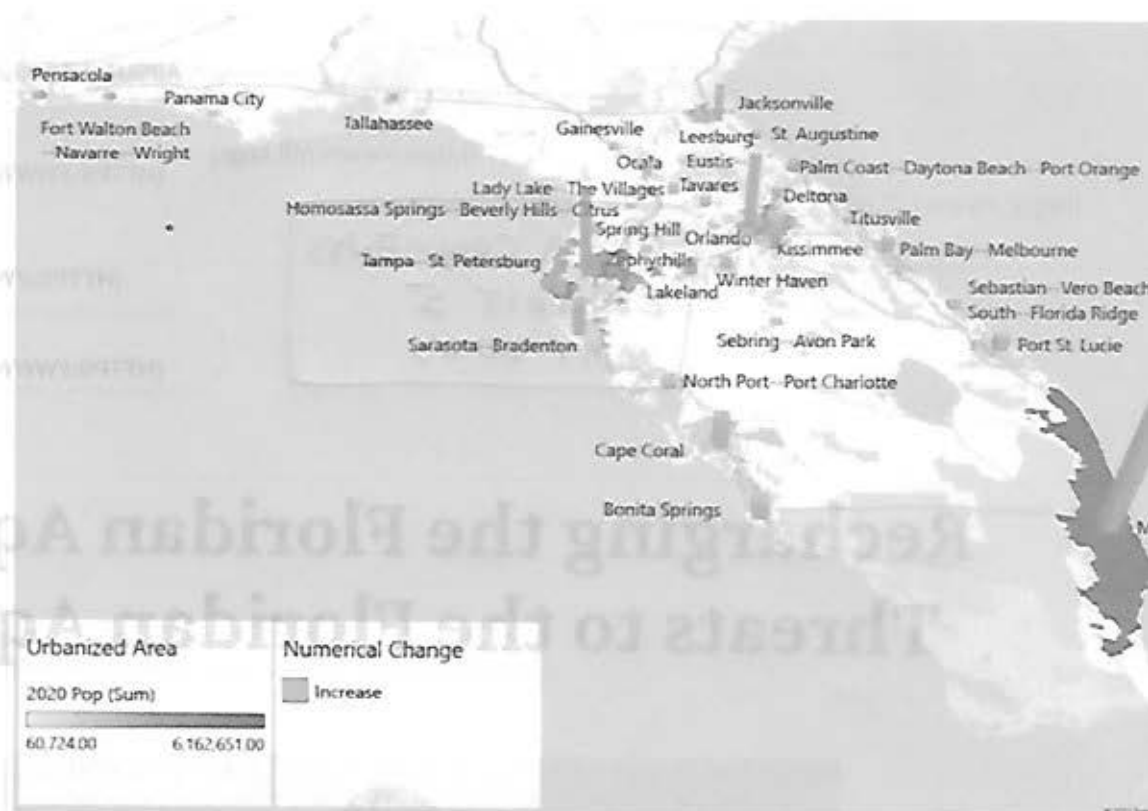 Pensacola
Panama City
Fort Walton Beach
Navarre Wright
Tallahassee
Gainesville
Jacksonville
Leesburg
St. Augustine
Ocala
Eustis
Palm Coast Daytona Beach Port Orange
Lady Lake The Villages
Tavares
Deltona
Homosassa Springs Beverly Hills Citrus
Titusville
Spring Hill
Orlando
Kissimmee
Palm Bay Melbourne
Tampa St. Petersburg
Zephyrhills
Winter Haven
Lakeland
Sebastian Vero Beach
South Florida Ridge
Sarasota Bradenton
Sebring Avon Park
Port St. Lucie
North Port Port Charlotte
Cape Coral
Bonita Springs
Recharging the Floridan Aq
Threats to the Floridan Aq
Urbanized Area
2020 Pop (Sum)
60,724.00 6,162,651.00
Numerical Change
Increase